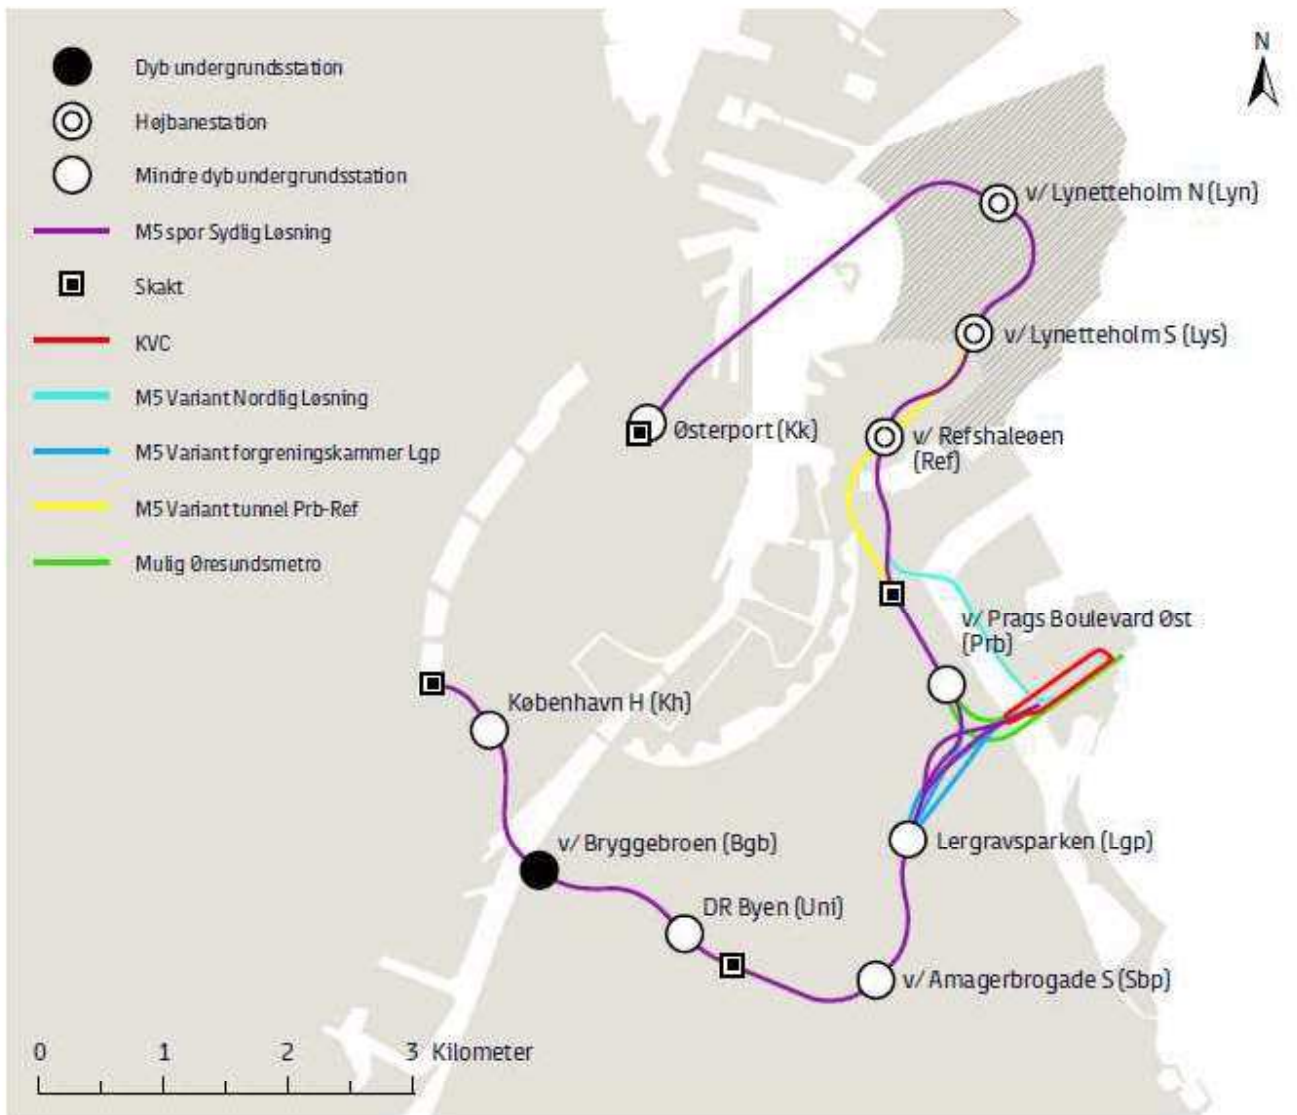 Dyb undergrundsstation
Højbanestation
Mindre dyb undergrundsstation
M5 spor Sydlig Løsning
Skakt
KVC
M5 Variant Nordlig Løsning
M5 Variant forgreningskammer Lgp
M5 Variant tunnel Prb-Ref
Mulig Øresundsmetro
N
v/ Lynetteholm N (Lyn)
v/ Lynetteholm S (Lys)
Østerport (Kk)
v/ Refshaleøen
(Ref)
v/ Prags Boulevard Øst
(Prb)
København H (Kh)
v/ Bryggebroen (Bgb)
Lergravsparken (Lgp)
DR Byen (Uni)
v/ Amagerbrogade S (Sbp)
0 1 2 3 Kilometer